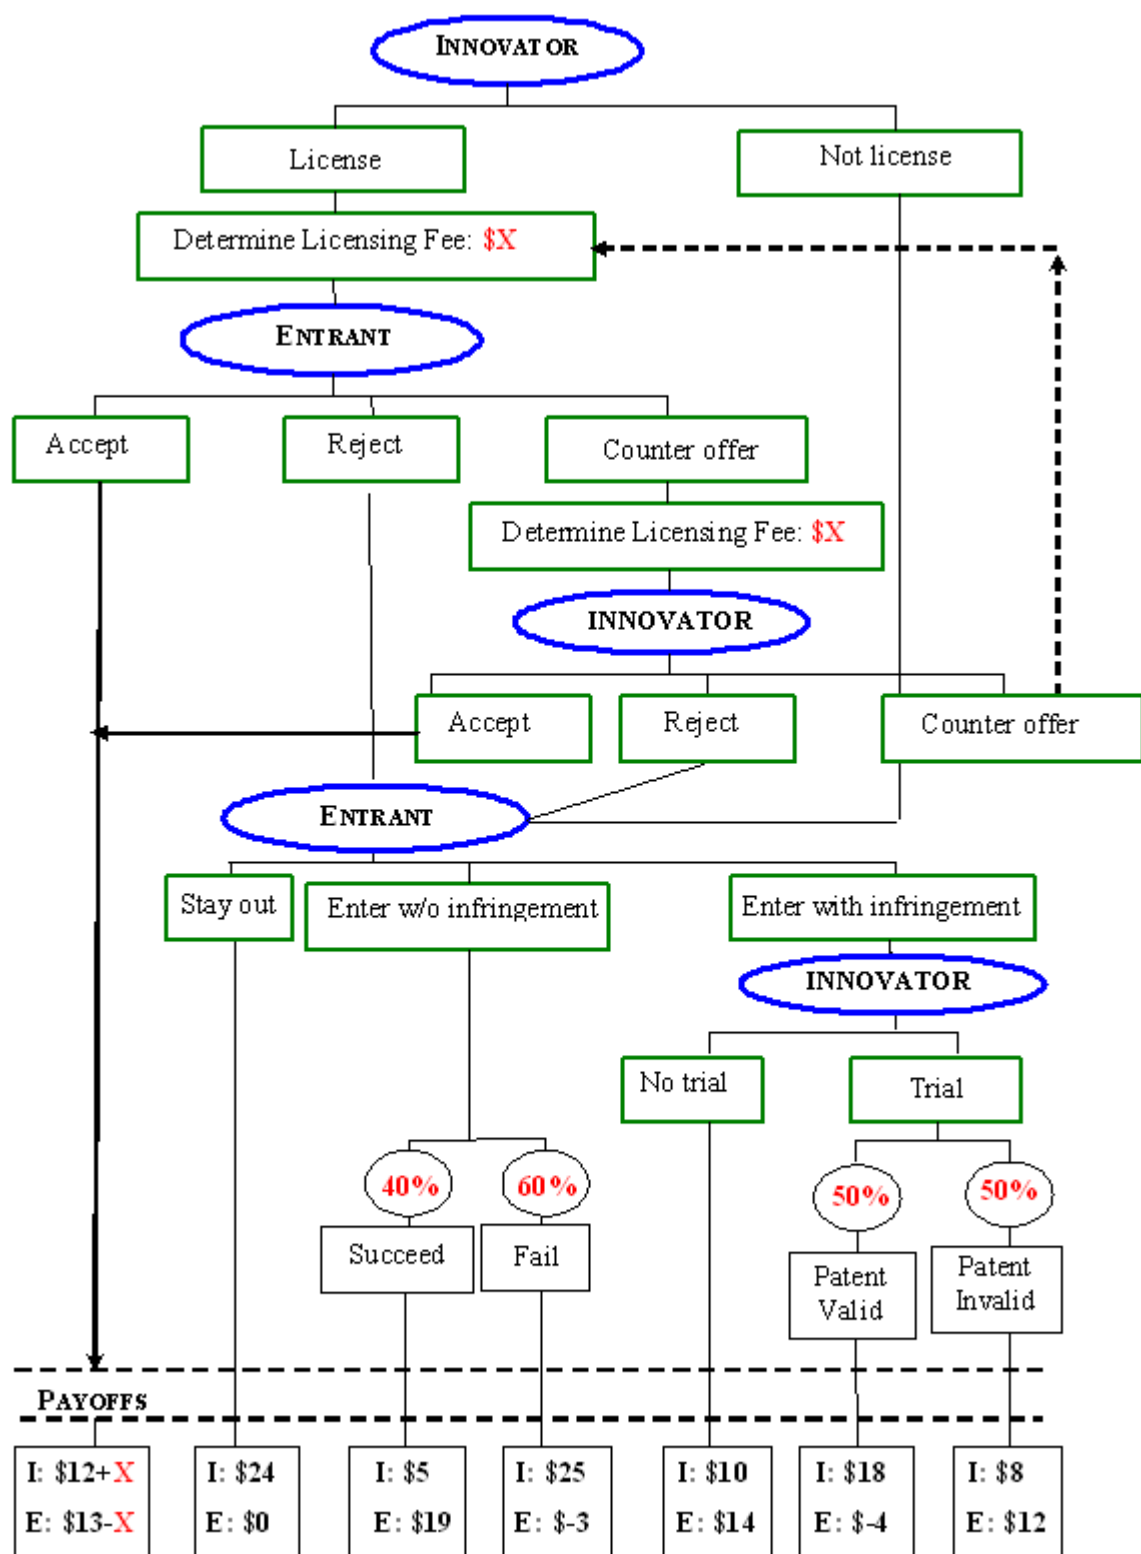 INNOVATOR
License
Not license
Determine Licensing Fee: $X
ENTRANT
Accept
Reject
Counter offer
Determine Licensing Fee: $X
INNOVATOR
Accept
Reject
Counter offer
ENTRANT
Stay out
Enter w/o infringement
Enter with infringement
INNOVATOR
No trial
Trial
40%
60%
50%
50%
Succeed
Fail
Patent
Valid
Patent
Invalid
PAYOFFS
I: $12+X
E: $13-X
I: $24
E: $0
I: $5
E: $19
I: $25
E: $-3
I: $10
E: $14
I: $18
E: $-4
I: $8
E: $12